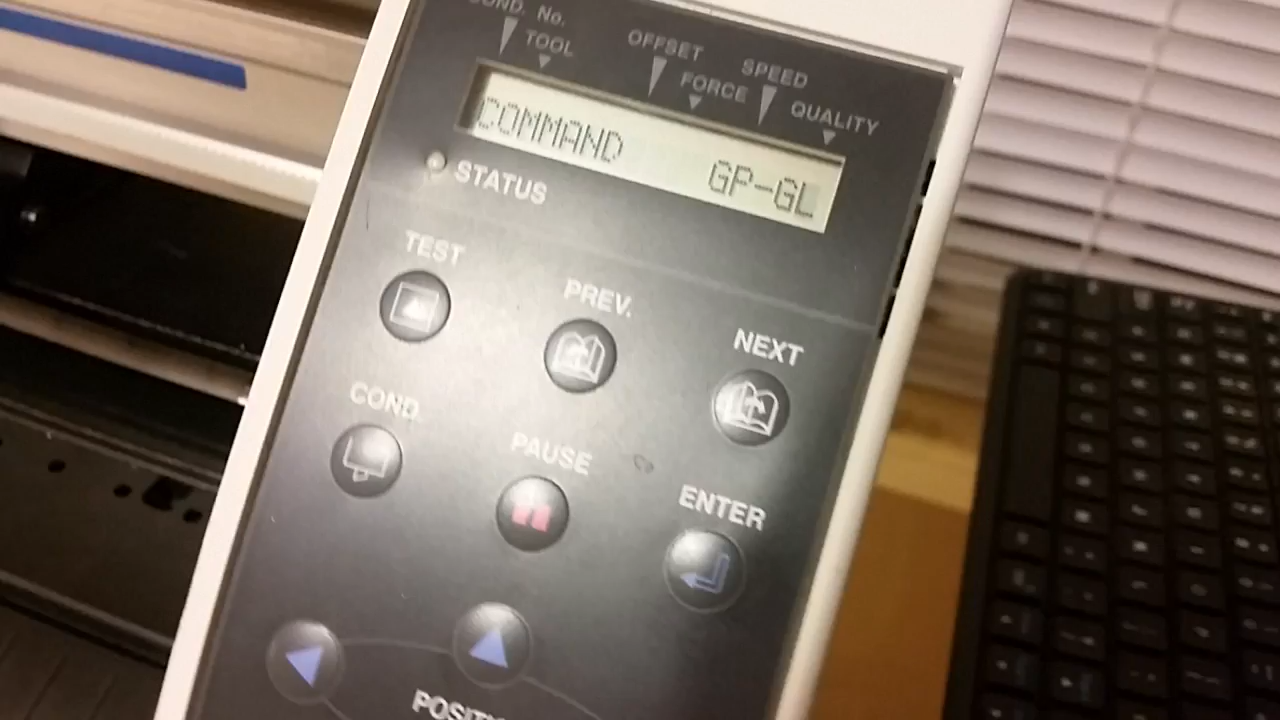 COND. No.
TOOL
OFFSET
FORCE
SPEED
QUALITY
COMMAND GP-GL
STATUS
TEST
PREV.
NEXT
COND.
PAUSE
ENTER